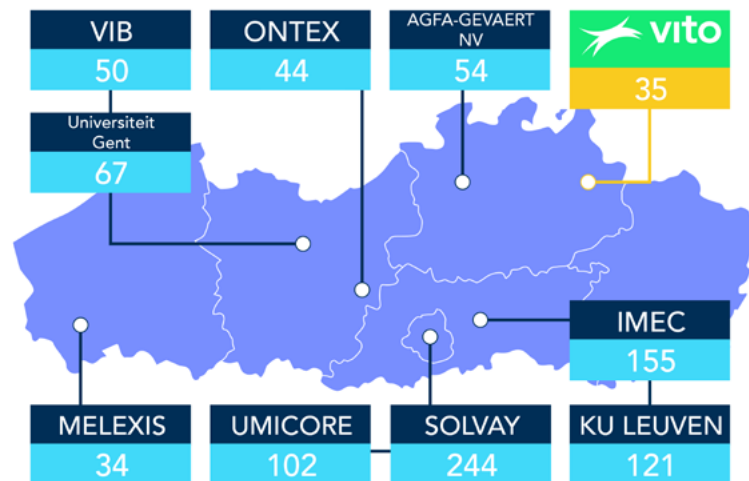 VIB
50
ONTEX
44
AGFA-GEVAERT
NV
54
vito
35
Universiteit
Gent
67
IMEC
155
MELEXIS
34
UMICORE
102
SOLVAY
244
KU LEUVEN
121